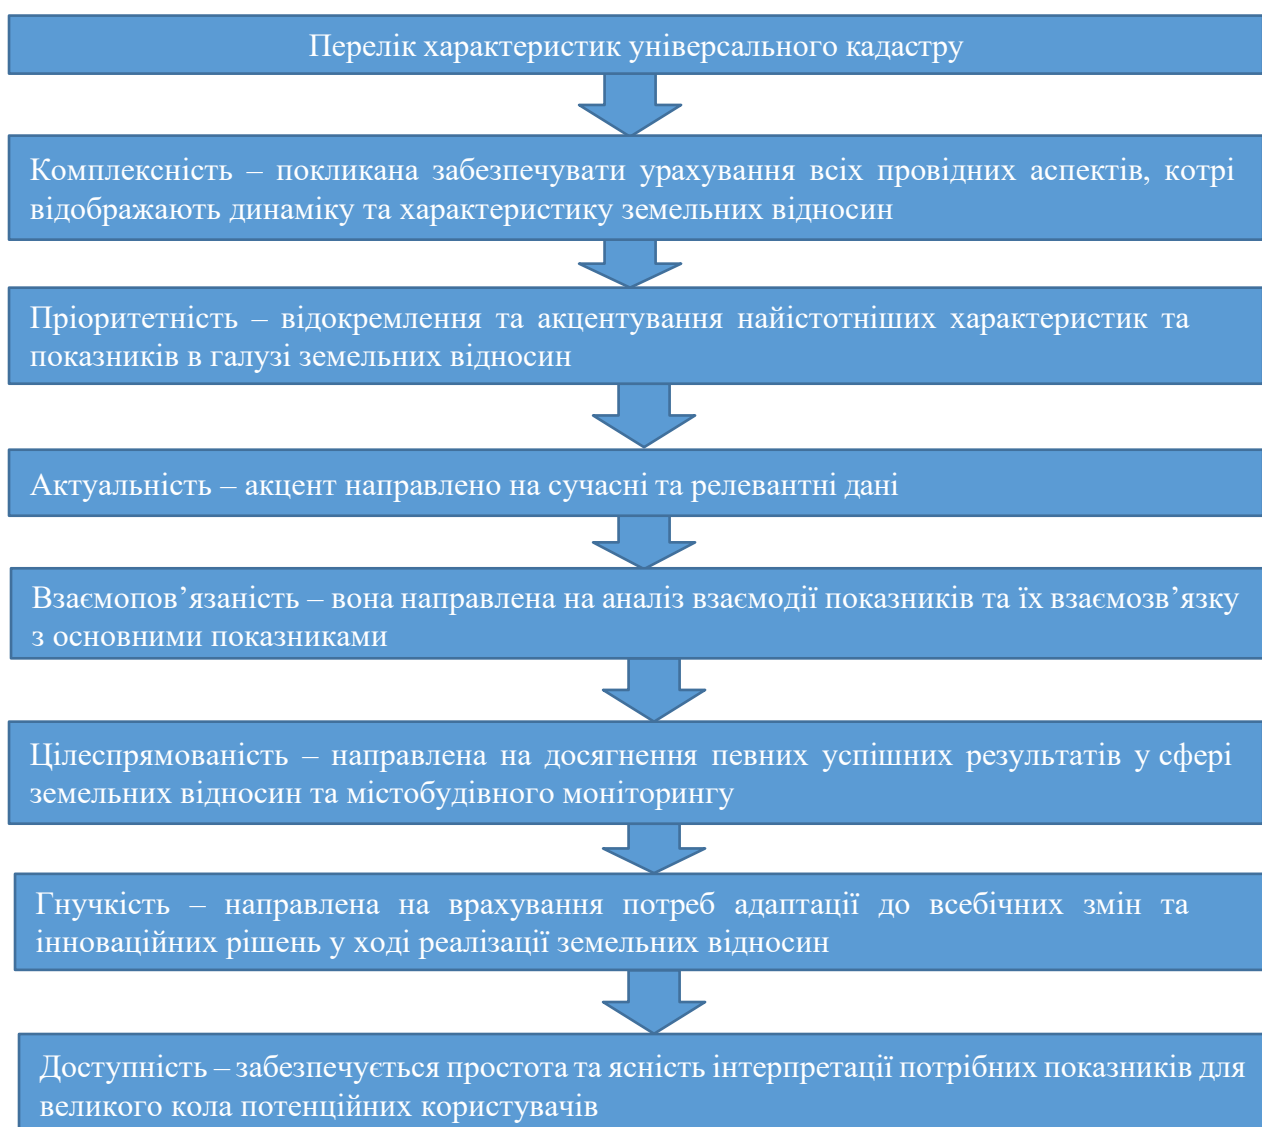 Перелік характеристик універсального кадастру
Комплексність – покликана забезпечувати урахування всіх провідних аспектів, котрі
відображають динаміку та характеристику земельних відносин
Пріоритетність – відокремлення та акцентування найістотніших характеристик та
показників в галузі земельних відносин
Актуальність – акцент направлено на сучасні та релевантні дані
Взаємопов’язаність – вона направлена на аналіз взаємодії показників та їх взаємозв’язку
з основними показниками
Цілеспрямованість – направлена на досягнення певних успішних результатів у сфері
земельних відносин та містобудівного моніторингу
Гнучкість – направлена на врахування потреб адаптації до всебічних змін та
інноваційних рішень у ході реалізації земельних відносин
Доступність – забезпечується простота та ясність інтерпретації потрібних показників для
великого кола потенційних користувачів